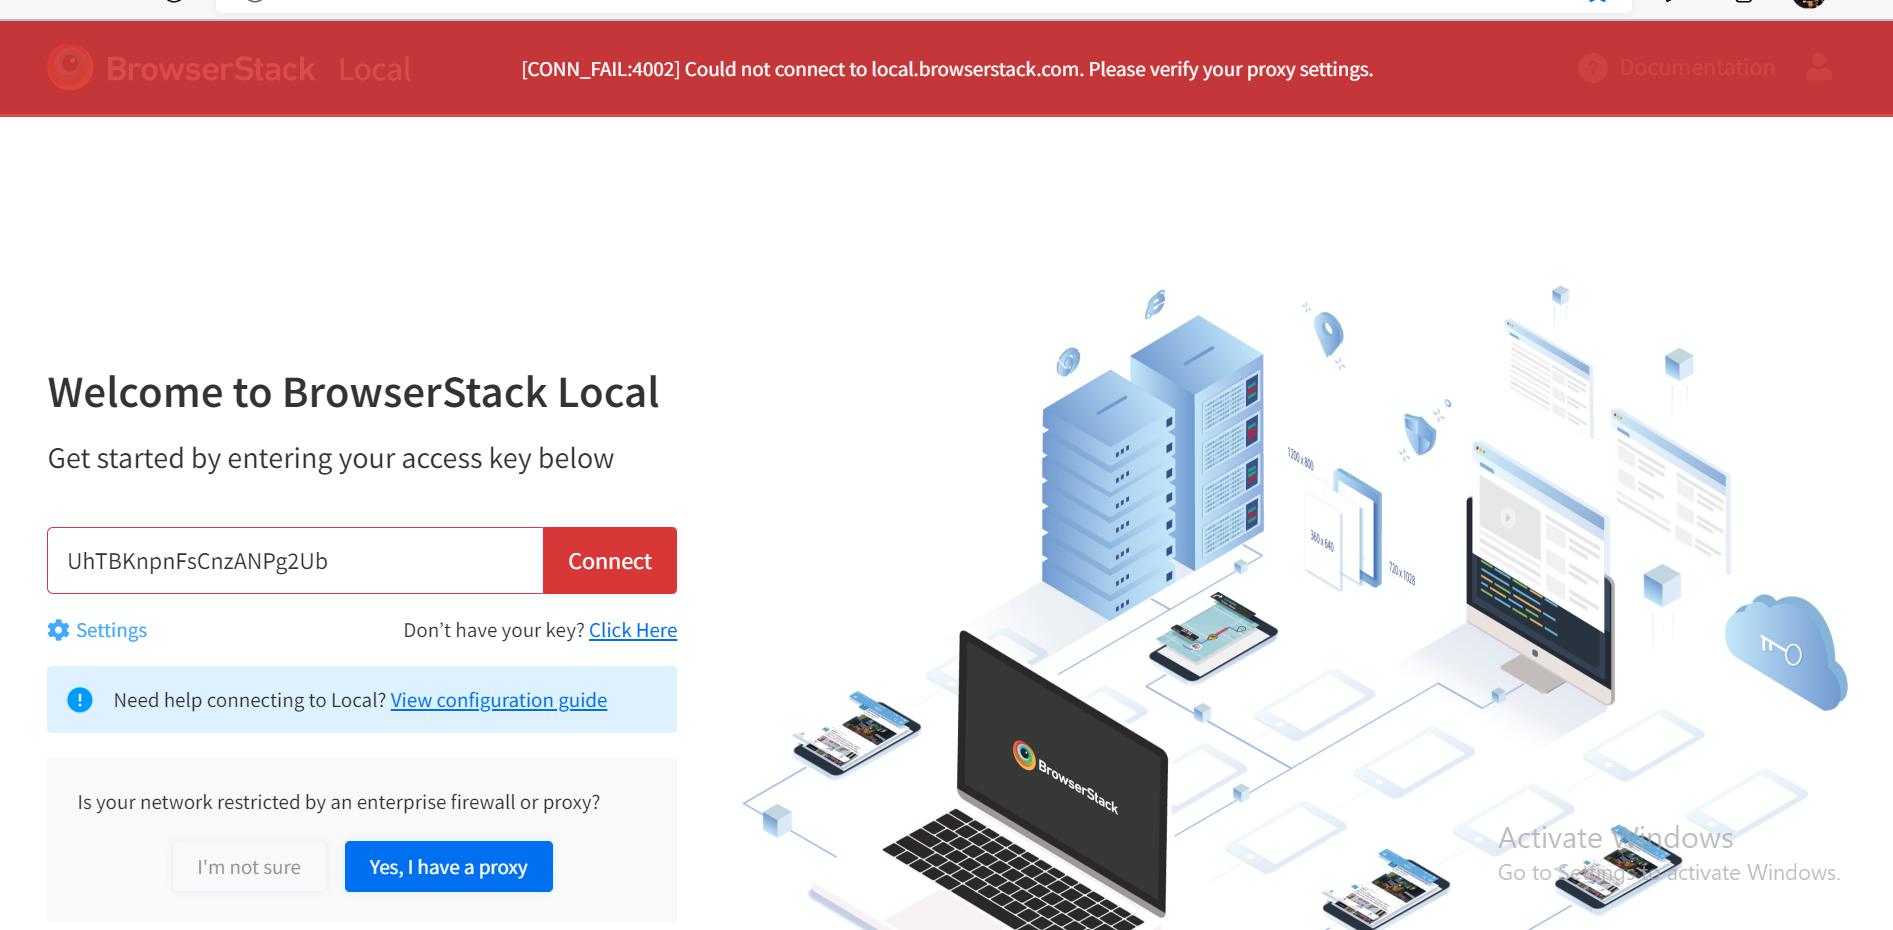 BrowserStack Local
[CONN_FAIL:4002] Could not connect to local.browserstack.com. Please verify your proxy settings.
? Documentation
Welcome to BrowserStack Local
Get started by entering your access key below
UhTBKnpnFsCnzANPg2Ub
Connect
Settings
Don’t have your key? Click Here
Need help connecting to Local? View configuration guide
Is your network restricted by an enterprise firewall or proxy?
I'm not sure
Yes, I have a proxy
1200 x 800
360 x 640
720 x 1028
BrowserStack
Activate Windows
Go to Settings to activate Windows.